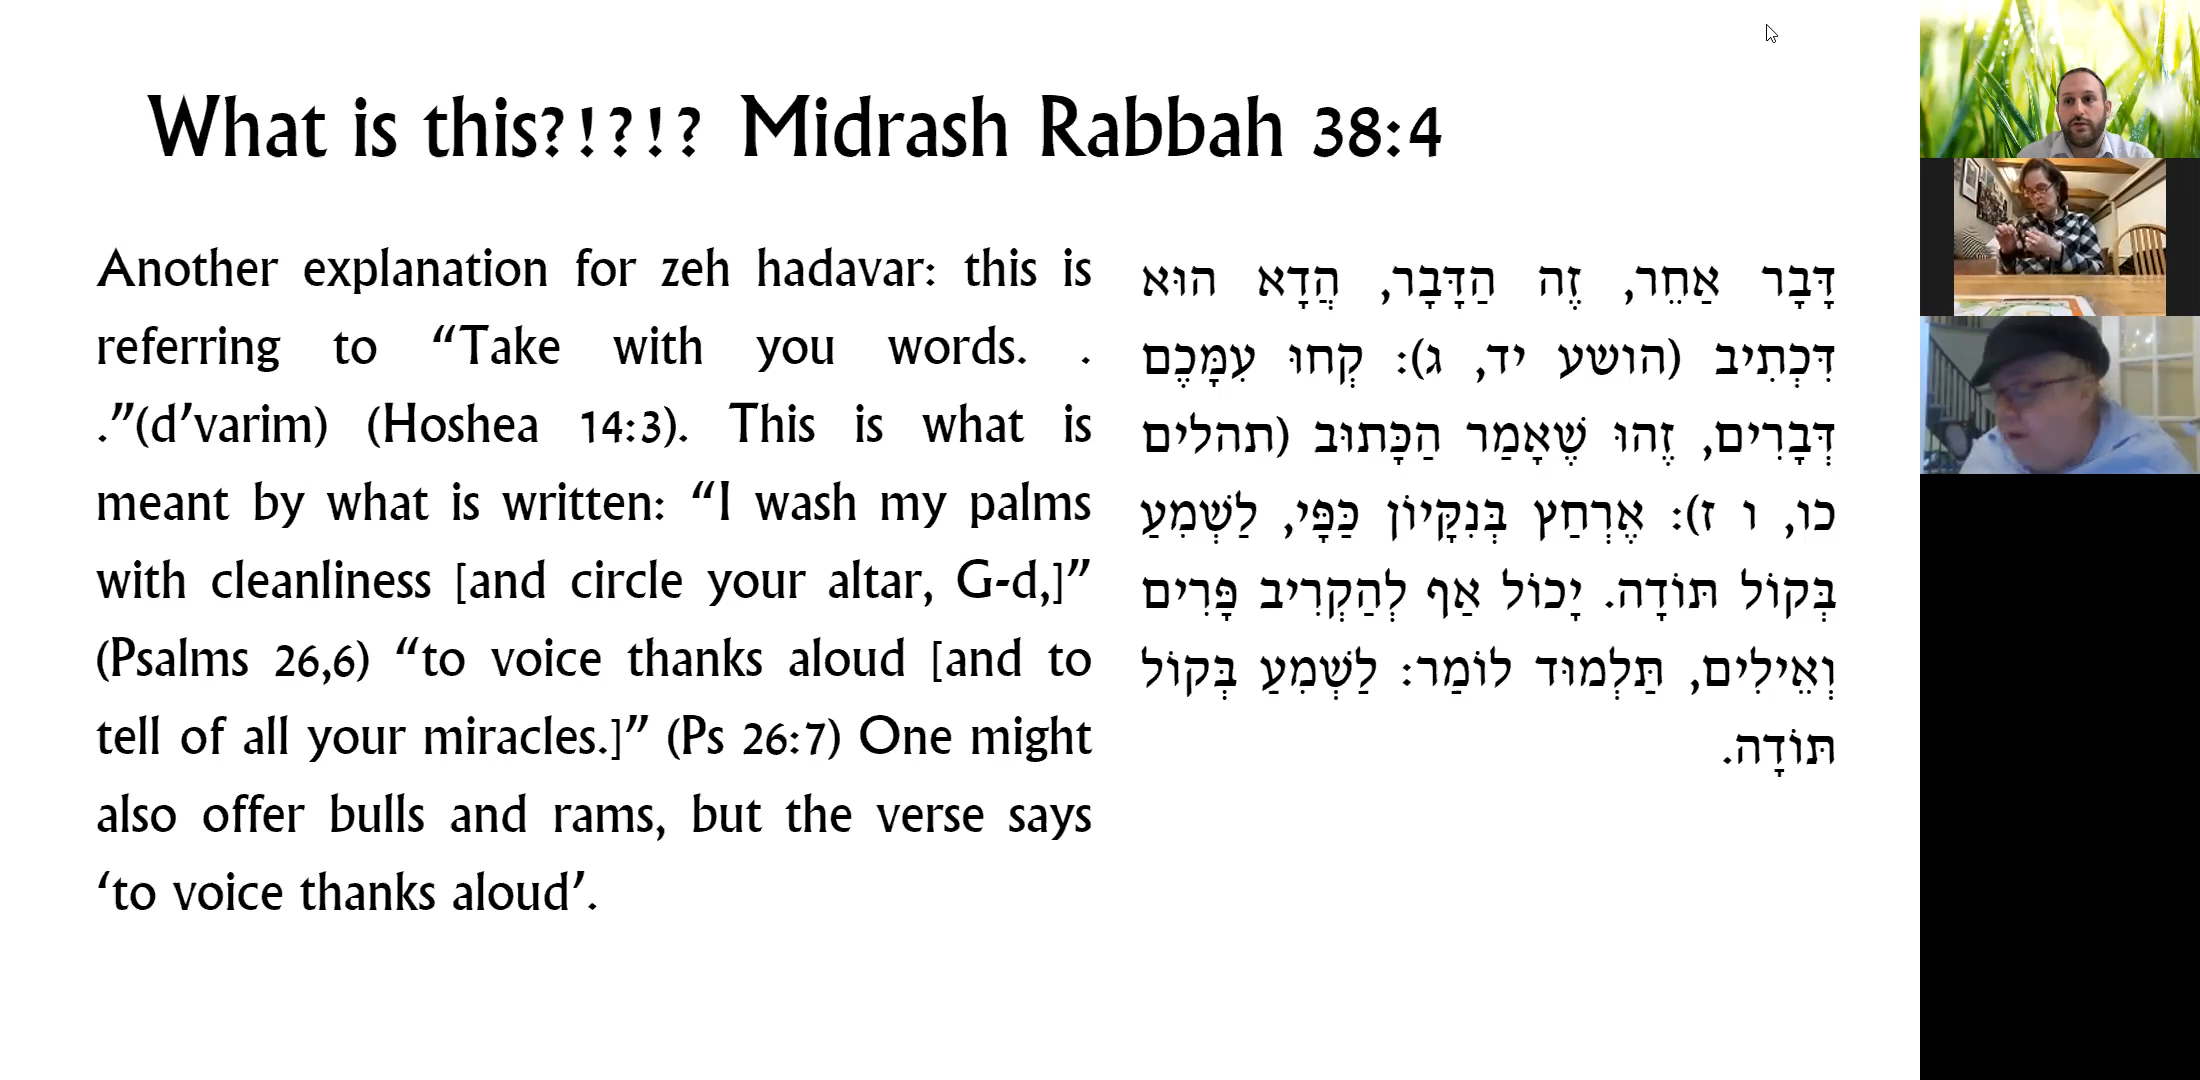 What is this?!?!? Midrash Rabbah 38:4
Another explanation for zeh hadavar: this is
referring to “Take with you words. .
.”(d’varim) (Hoshea 14:3). This is what is
meant by what is written: “I wash my palms
with cleanliness [and circle your altar, G-d,]”
(Psalms 26,6) “to voice thanks aloud [and to
tell of all your miracles.]” (Ps 26:7) One might
also offer bulls and rams, but the verse says
‘to voice thanks aloud’.
דָּבָר אַחֵר, זֶה הַדָּבָר, הֲדָא הוּא
דִּכְתִיב (הושע יד, ג): קְחוּ עִמָּכֶם
דְּבָרִים, זֶהוּ שֶׁאָמַר הַכָּתוּב (תהלים
כו, ו ז): אֶרְחַץ בְּנִקָּיוֹן כַּפָּי, לַשְׁמִעַ
בְּקוֹל תּוֹדָה. יָכוֹל אַף לְהַקְרִיב פָּרִים
וְאֵילִים, תַּלְמוּד לוֹמַר: לַשְׁמִעַ בְּקוֹל
תּוֹדָה.